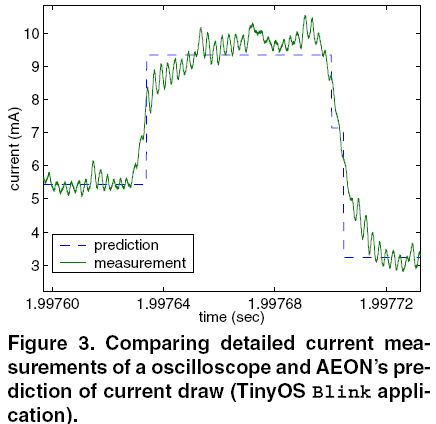 10
9
8
7
6
5
4
3
current (mA)
prediction
measurement
1.99760
1.99764
1.99768
1.99772
time (sec)
Figure 3. Comparing detailed current mea-
surements of a oscilloscope and AEON's pre-
diction of current draw (TinyOS Blink appli-
cation).